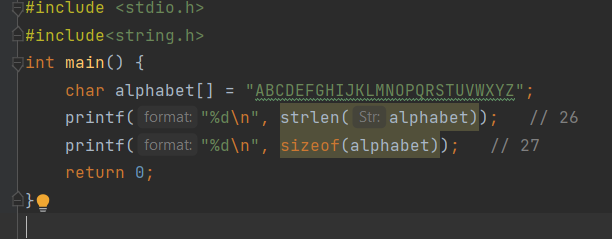 #include <stdio.h>
#include<string.h>
int main() {
    char alphabet[] = "ABCDEFGHIJKLMNOPQRSTUVWXYZ";
    printf( format: "%d\n", strlen( Str: alphabet));   // 26
    printf( format: "%d\n", sizeof(alphabet));   // 27
    return 0;
}